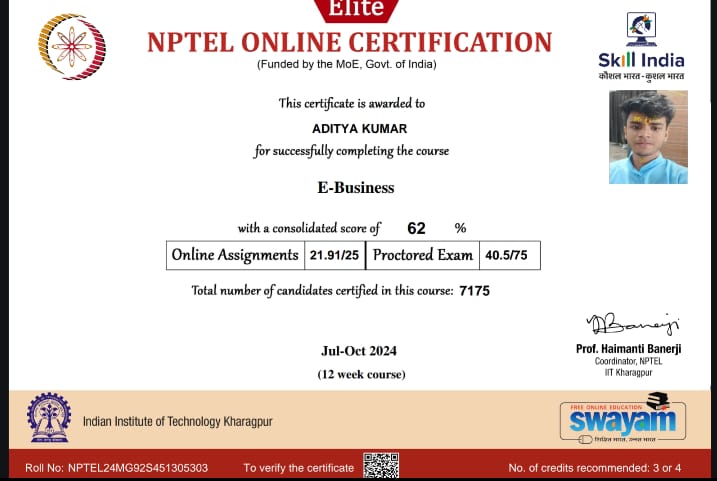 Elite
NPTEL ONLINE CERTIFICATION
(Funded by the MoE, Govt. of India)
Skill India
कौशल भारत - कुशल भारत
This certificate is awarded to
ADITYA KUMAR
for successfully completing the course
E-Business
with a consolidated score of 62 %
Online Assignments 21.91/25 Proctored Exam 40.5/75
Total number of candidates certified in this course: 7175
Jul-Oct 2024
(12 week course)
Prof. Haimanti Banerji
Coordinator, NPTEL
IIT Kharagpur
Indian Institute of Technology Kharagpur
FREE ONLINE EDUCATION
swayam
शिक्षित भारत, उन्नत भारत
Roll No: NPTEL24MG92S451305303 To verify the certificate No. of credits recommended: 3 or 4